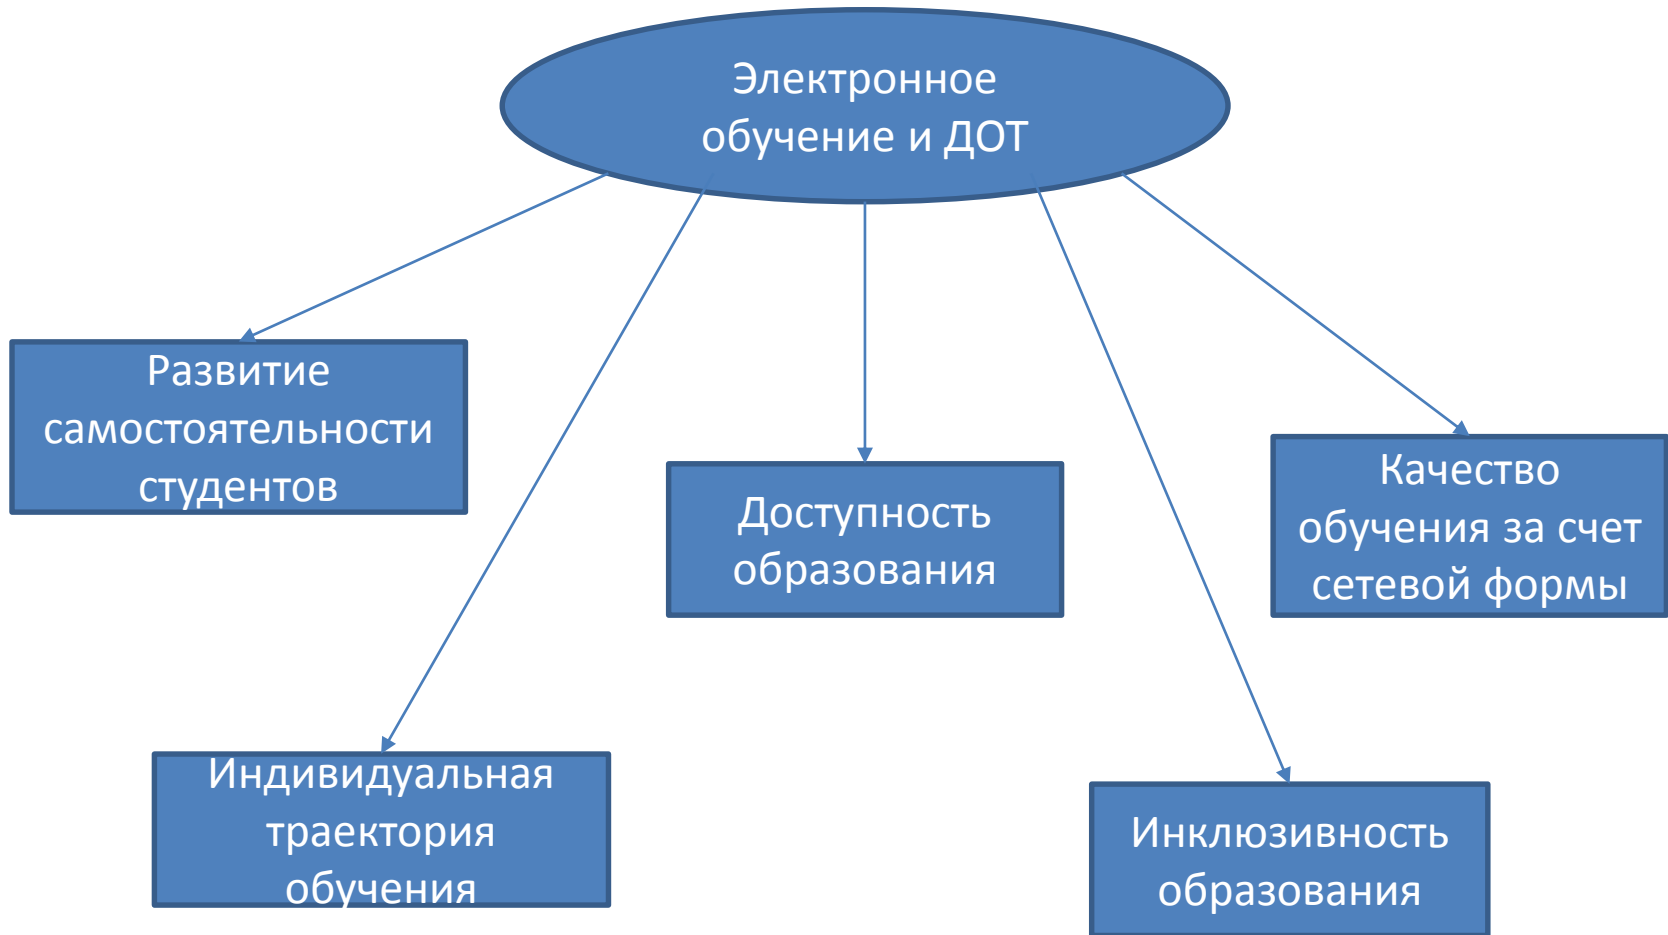 Электронное
обучение и ДОТ
Развитие
самостоятельности
студентов
Доступность
образования
Качество
обучения за счет
сетевой формы
Индивидуальная
траектория
обучения
Инклюзивность
образования